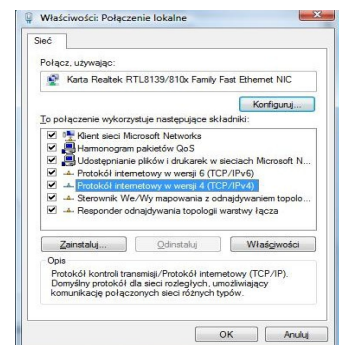 Właściwości: Połączenie lokalne
Sieć
Połącz, używając:
Karta Realtek RTL8139/810x Family Fast Ethernet NIC
Konfiguruj...
To połączenie wykorzystuje następujące składniki:
Klient sieci Microsoft Networks
Harmonogram pakietów QoS
Udostępnianie plików i drukarek w sieciach Microsoft N...
Protokół internetowy w wersji 6 (TCP/IPv6)
Protokół internetowy w wersji 4 (TCP/IPv4)
Sterownik We/Wy mapowania z odnajdywaniem topolo...
Responder odnajdywania topologii warstwy łącza
Zainstaluj... Odinstaluj Właściwości
Opis
Protokół kontroli transmisji/Protokół internetowy (TCP/IP).
Domyślny protokół dla sieci rozległych, umożliwiający
komunikację połączonych sieci różnych typów.
OK Anuluj